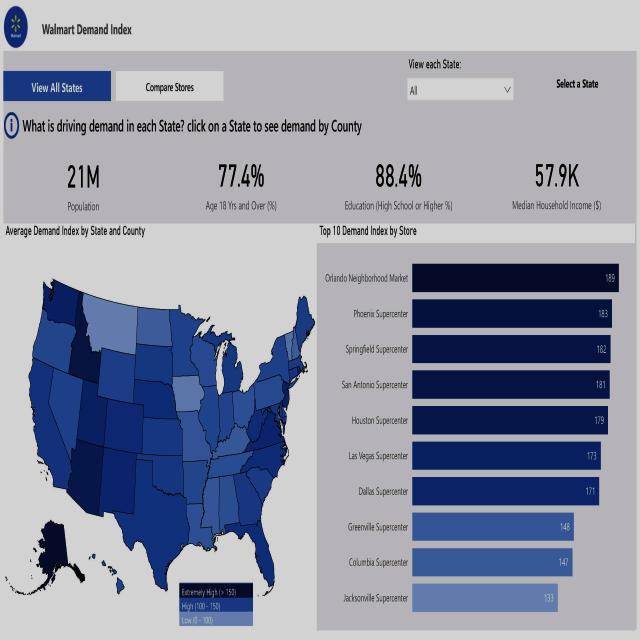 Walmart
Walmart Demand Index
View All States
Compare Stores
View each State:
All
Select a State
i What is driving demand in each State? click on a State to see demand by County
21M
Population
77.4%
Age 18 Yrs and Over (%)
88.4%
Education (High School or Higher %)
57.9K
Median Household Income ($)
Average Demand Index by State and County
Extremely High (> 150)
High (100 - 150)
Low (0 - 100)
Top 10 Demand Index by Store
Orlando Neighborhood Market 189
Phoenix Supercenter 183
Springfield Supercenter 182
San Antonio Supercenter 181
Houston Supercenter 179
Las Vegas Supercenter 173
Dallas Supercenter 171
Greenville Supercenter 148
Columbia Supercenter 147
Jacksonville Supercenter 133